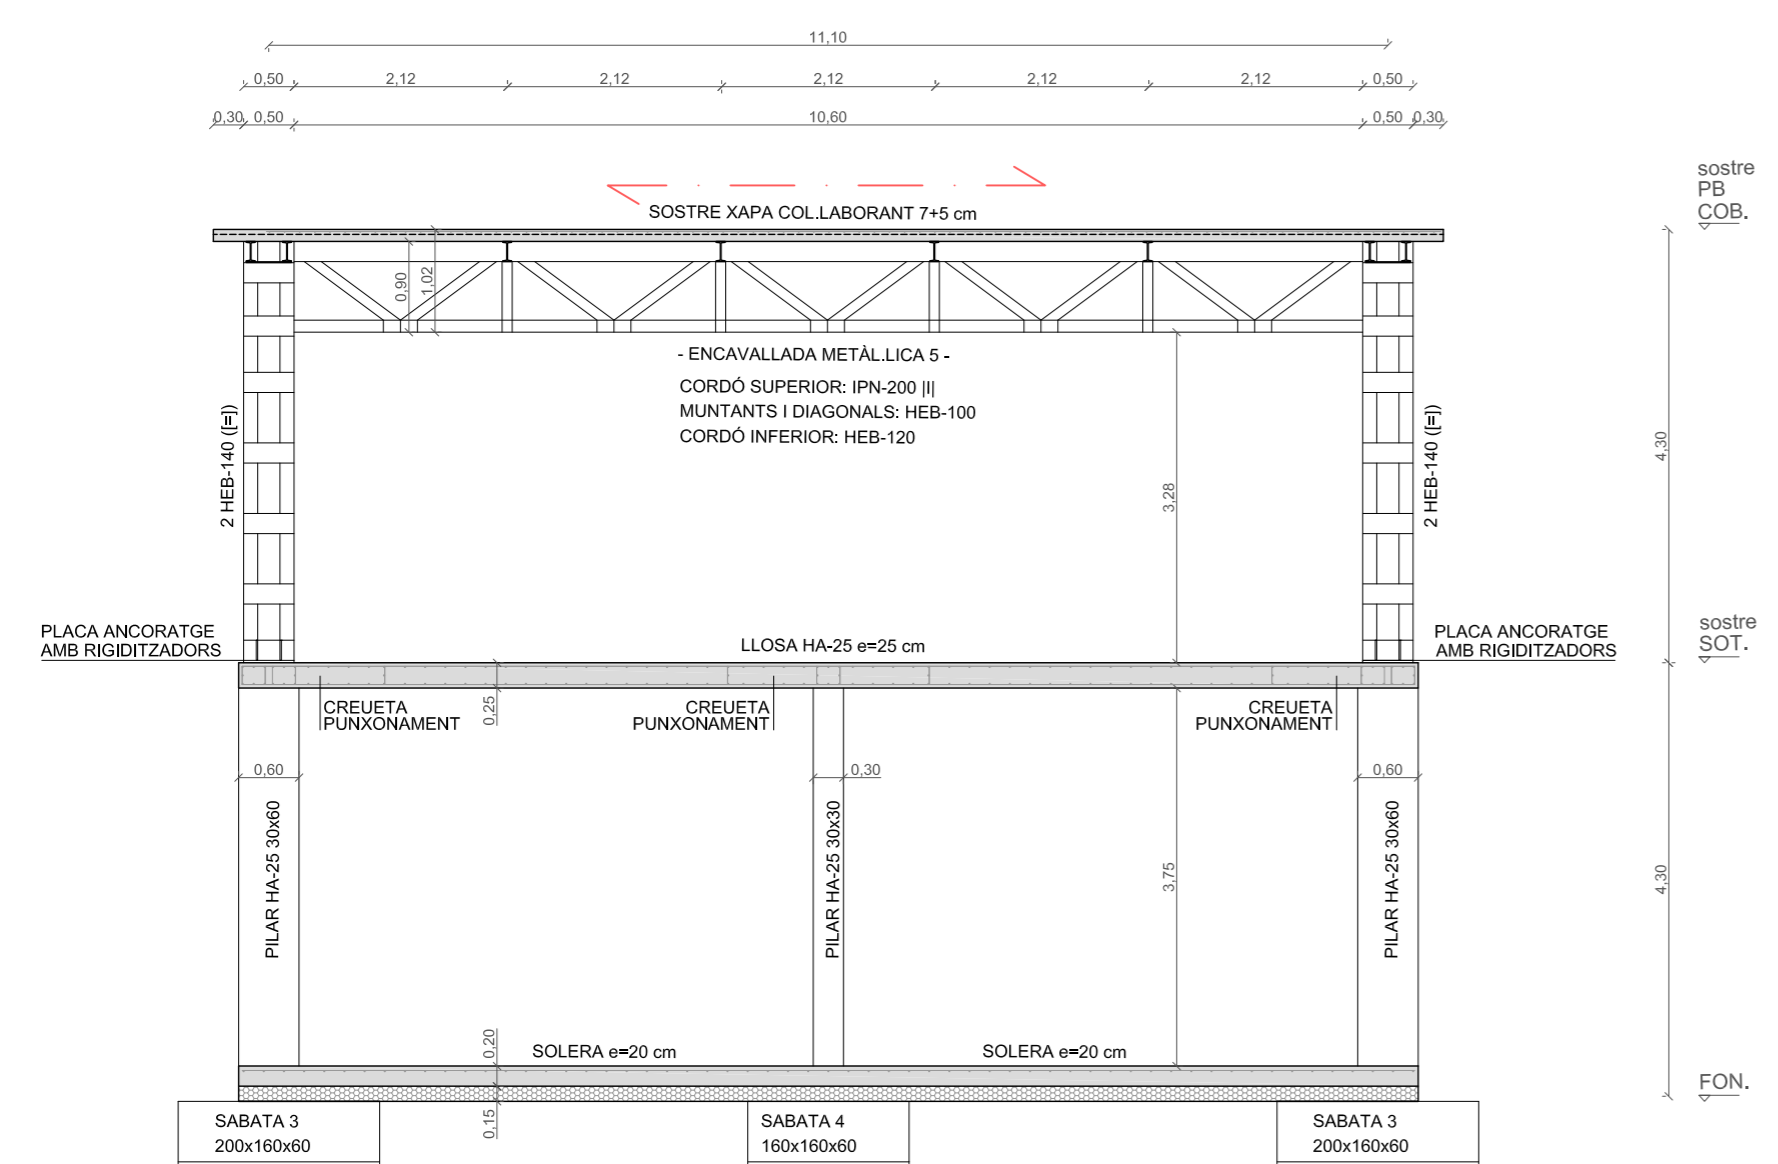 11,10
0,50 2,12 2,12 2,12 2,12 2,12 0,50
0,30 0,50 10,60 0,50 0,30
sostre
PB
COB.
SOSTRE XAPA COL.LABORANT 7+5 cm
0,90
1,02
- ENCAVALLADA METÀL.LICA 5 -
CORDÓ SUPERIOR: IPN-200 |I|
MUNTANTS I DIAGONALS: HEB-100
CORDÓ INFERIOR: HEB-120
2 HEB-140 ([=])
3,28
2 HEB-140 ([=])
4,30
PLACA ANCORATGE
AMB RIGIDITZADORS
LLOSA HA-25 e=25 cm
PLACA ANCORATGE
AMB RIGIDITZADORS
sostre
SOT.
CREUETA
PUNXONAMENT
0,25
CREUETA
PUNXONAMENT
CREUETA
PUNXONAMENT
0,60
0,30
0,60
PILAR HA-25 30x60
PILAR HA-25 30x30
3,75
PILAR HA-25 30x60
4,30
0,20
SOLERA e=20 cm
SOLERA e=20 cm
FON.
0,15
SABATA 3
200x160x60
SABATA 4
160x160x60
SABATA 3
200x160x60